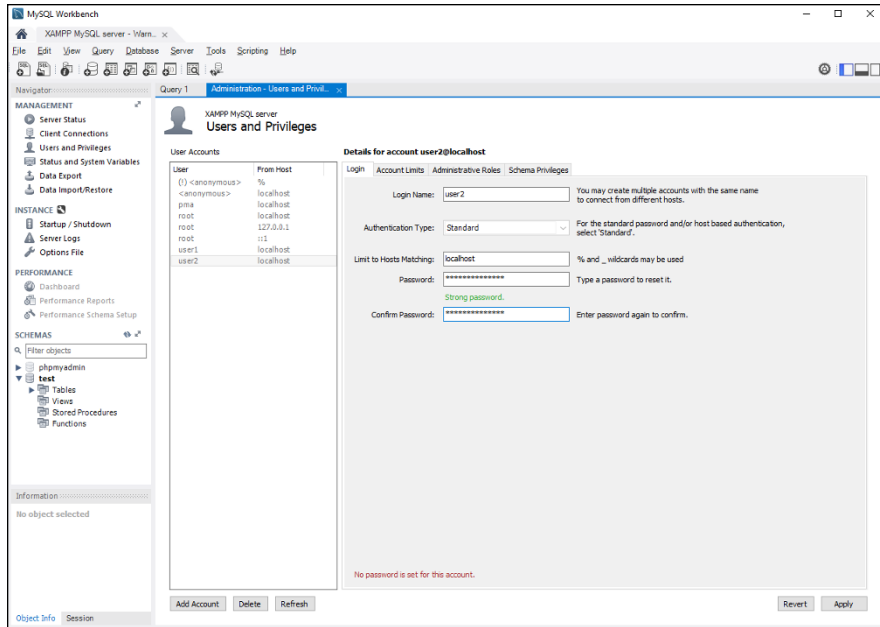 MySQL Workbench
XAMPP MySQL server - Warn... ×
File Edit View Query Database Server Tools Scripting Help
Navigator
MANAGEMENT
Server Status
Client Connections
Users and Privileges
Status and System Variables
Data Export
Data Import/Restore
INSTANCE
Startup / Shutdown
Server Logs
Options File
PERFORMANCE
Dashboard
Performance Reports
Performance Schema Setup
SCHEMAS
Filter objects
phpmyadmin
test
Tables
Views
Stored Procedures
Functions
Information
No object selected
Object Info Session
Query 1 Administration - Users and Privil... ×
XAMPP MySQL server
Users and Privileges
User Accounts
User From Host
(!) <anonymous> %
<anonymous> localhost
pma localhost
root localhost
root 127.0.0.1
root ::1
user1 localhost
user2 localhost
Add Account Delete Refresh
Details for account user2@localhost
Login Account Limits Administrative Roles Schema Privileges
Login Name: user2 You may create multiple accounts with the same name
to connect from different hosts.
Authentication Type: Standard For the standard password and/or host based authentication,
select 'Standard'.
Limit to Hosts Matching: localhost % and _ wildcards may be used
Password: ************** Type a password to reset it.
Strong password.
Confirm Password: ************** Enter password again to confirm.
No password is set for this account.
Revert Apply